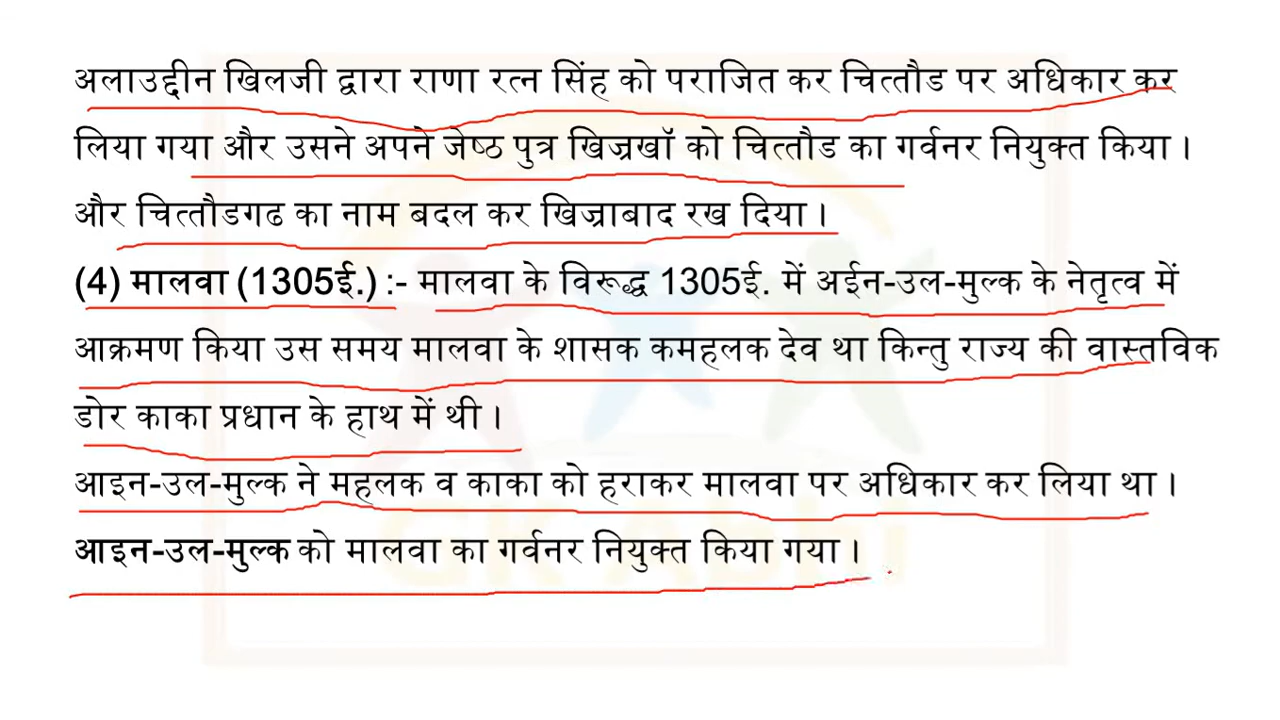 अलाउद्दीन खिलजी द्वारा राणा रत्न सिंह को पराजित कर चित्तौड पर अधिकार कर
लिया गया और उसने अपने जेष्ठ पुत्र खिज्रखॉ को चित्तौड का गर्वनर नियुक्त किया।
और चित्तौडगढ का नाम बदल कर खिज्राबाद रख दिया।
(4) मालवा (1305ई.) :- मालवा के विरूद्ध 1305ई. में अईन-उल-मुल्क के नेतृत्व में
आक्रमण किया उस समय मालवा के शासक कमहलक देव था किन्तु राज्य की वास्तविक
डोर काका प्रधान के हाथ में थी।
आइन-उल-मुल्क ने महलक व काका को हराकर मालवा पर अधिकार कर लिया था।
आइन-उल-मुल्क को मालवा का गर्वनर नियुक्त किया गया।